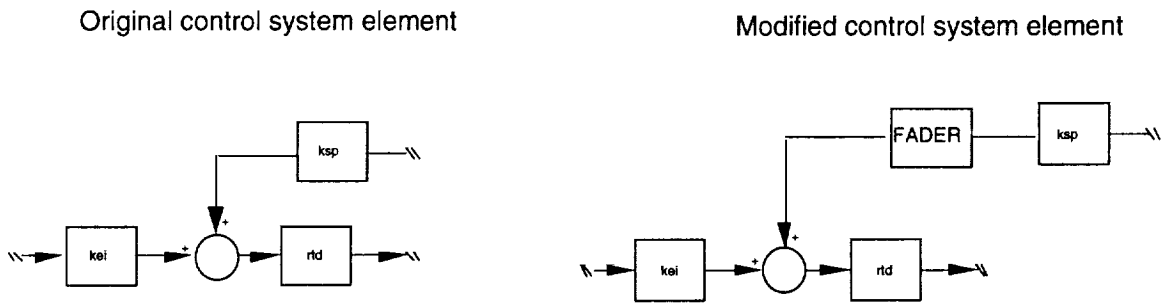 Original control system element
Modified control system element
ksp
+
+
kei
rtd
FADER
ksp
+
+
kei
rtd